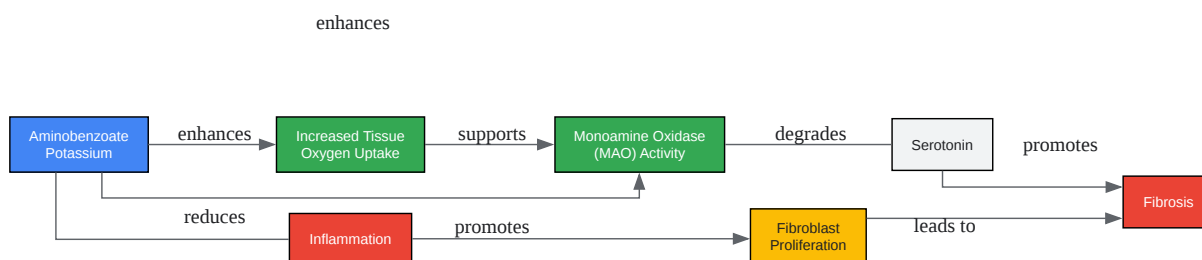 enhances
Aminobenzoate
Potassium
enhances
Increased Tissue
Oxygen Uptake
supports
Monoamine Oxidase
(MAO) Activity
degrades
Serotonin
promotes
Fibrosis
reduces
Inflammation
promotes
Fibroblast
Proliferation
leads to